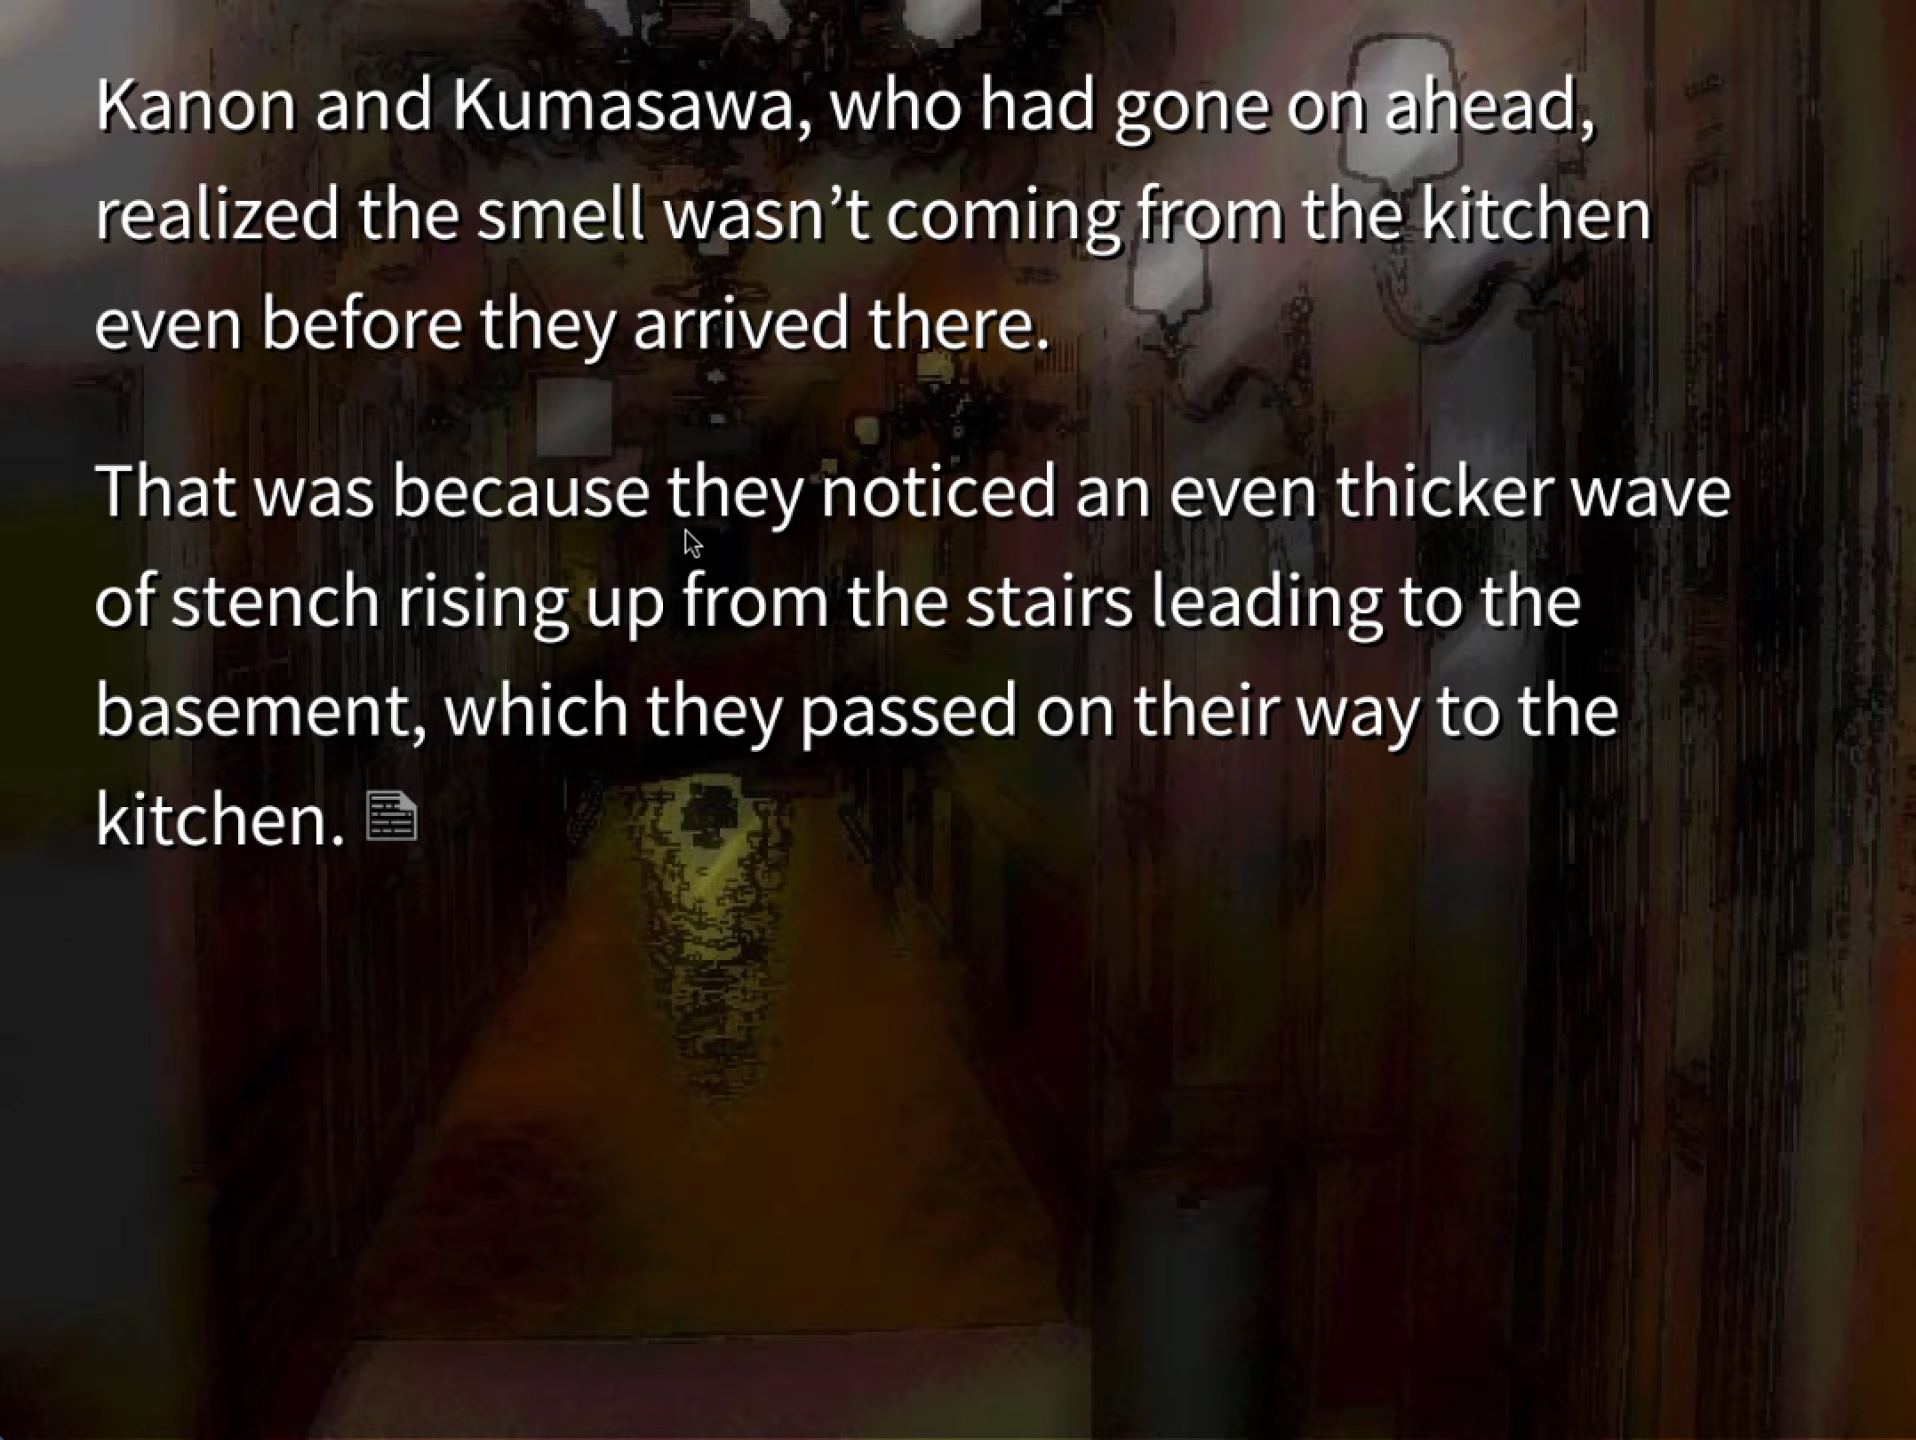 Kanon and Kumasawa, who had gone on ahead,
realized the smell wasn’t coming from the kitchen
even before they arrived there.
That was because they noticed an even thicker wave
of stench rising up from the stairs leading to the
basement, which they passed on their way to the
kitchen.